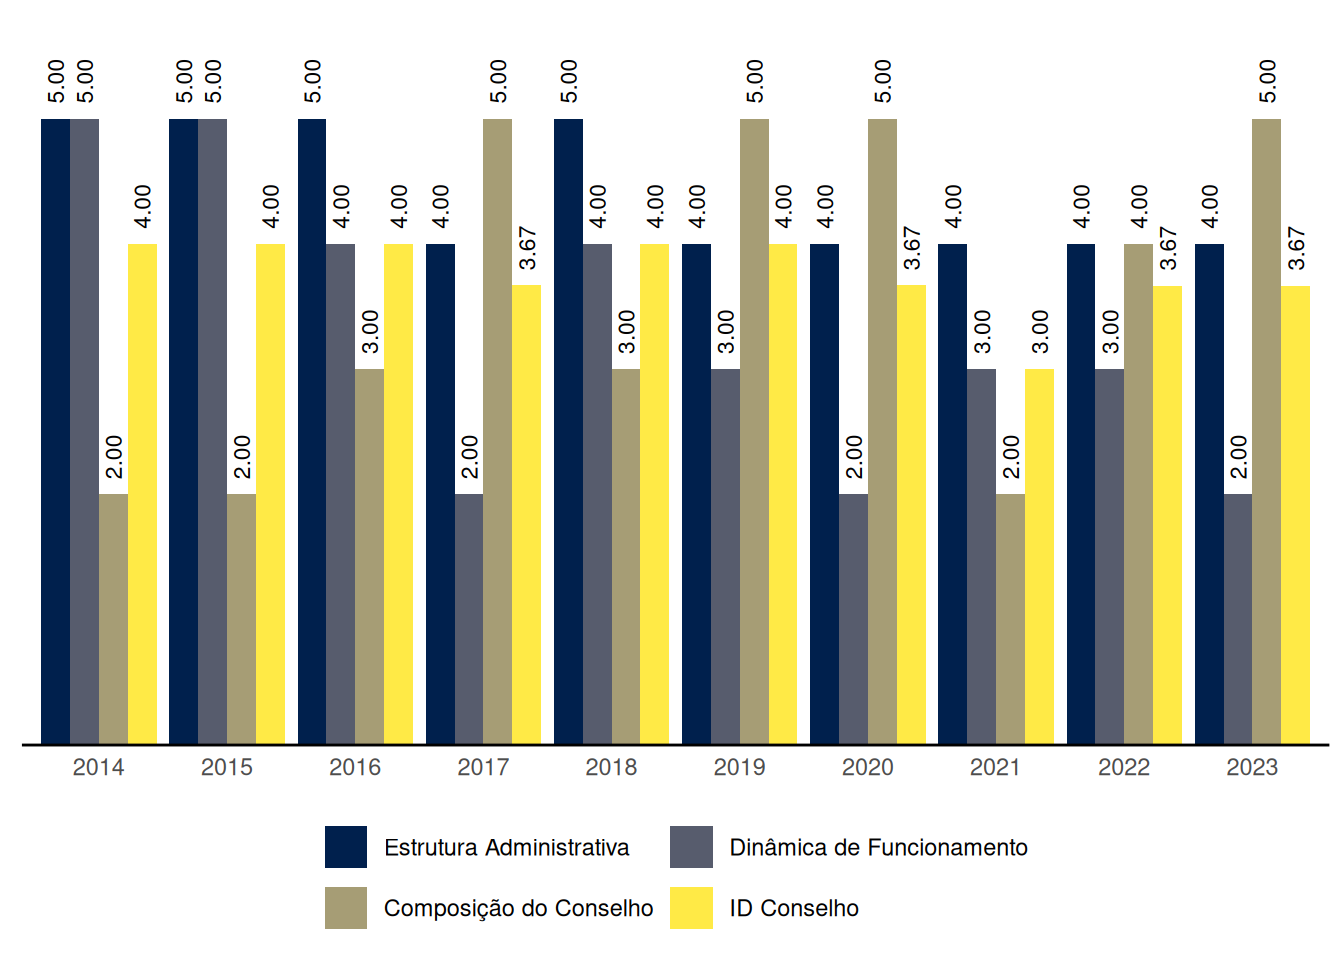 5.00 5.00 2.00 4.00 5.00 5.00 2.00 4.00 5.00 4.00 3.00 4.00 4.00 2.00 5.00 3.67 5.00 4.00 3.00 4.00 4.00 3.00 5.00 4.00 4.00 2.00 5.00 3.67 4.00 3.00 2.00 3.00 4.00 3.00 4.00 3.67 4.00 2.00 5.00 3.67
2014 2015 2016 2017 2018 2019 2020 2021 2022 2023
Estrutura Administrativa Dinâmica de Funcionamento
Composição do Conselho ID Conselho